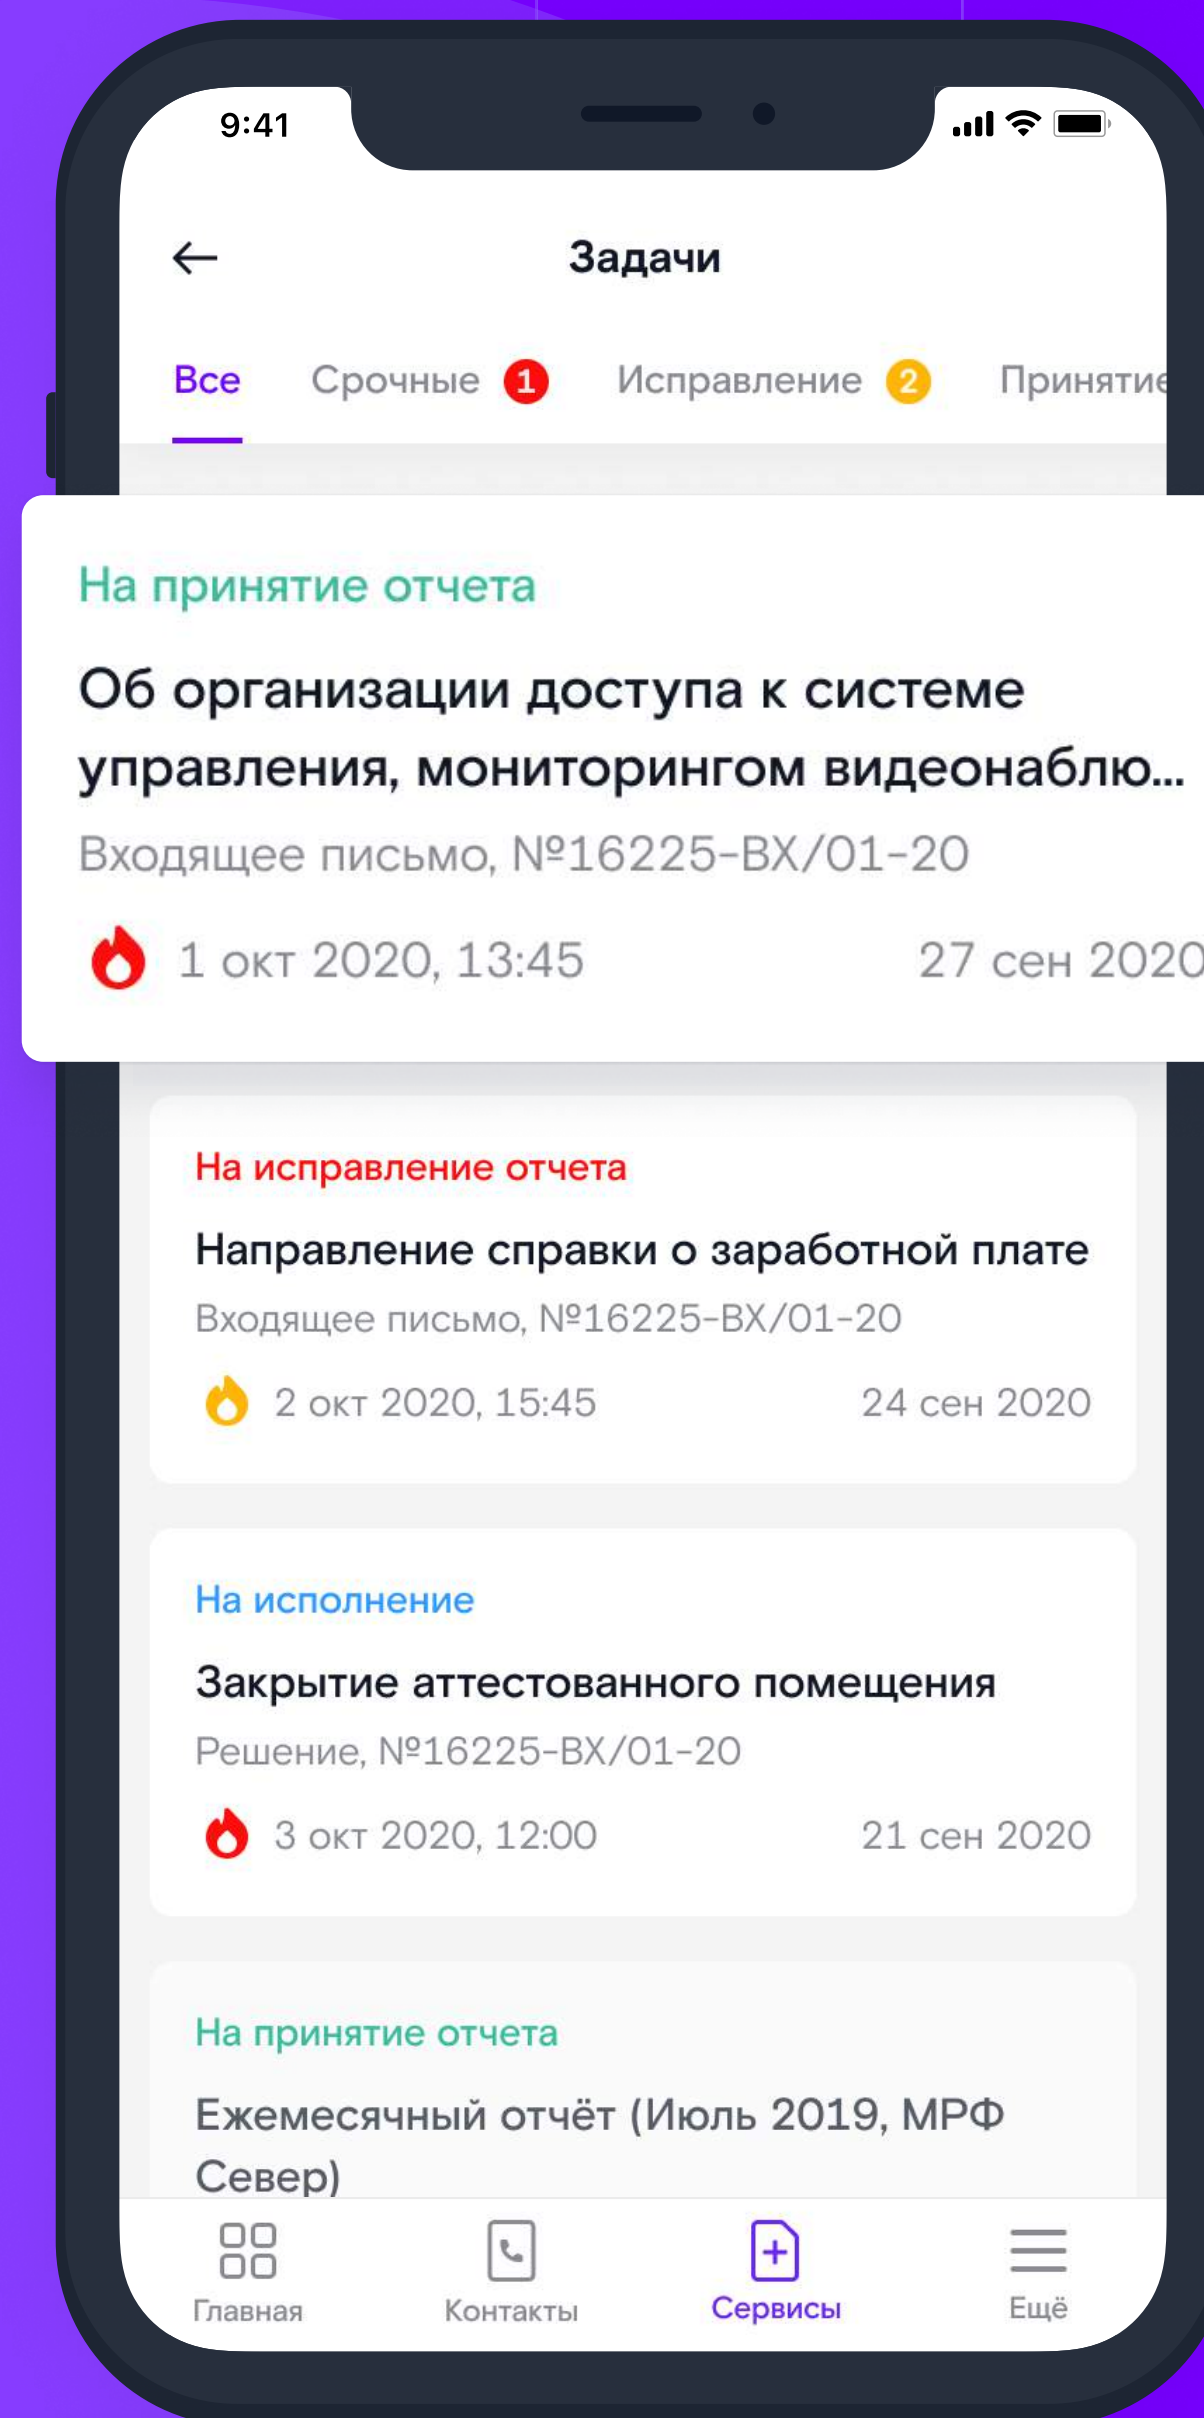 9:41
Задачи
Все Срочные 1 Исправление 2 Принятие
На принятие отчета
Об организации доступа к системе
управления, мониторингом видеонаблю...
Входящее письмо, №16225-ВХ/01-20
1 окт 2020, 13:45 27 сен 2020
На исправление отчета
Направление справки о заработной плате
Входящее письмо, №16225-ВХ/01-20
2 окт 2020, 15:45 24 сен 2020
На исполнение
Закрытие аттестованного помещения
Решение, №16225-ВХ/01-20
3 окт 2020, 12:00 21 сен 2020
На принятие отчета
Ежемесячный отчёт (Июль 2019, МРФ
Север)
Главная Контакты Сервисы Ещё